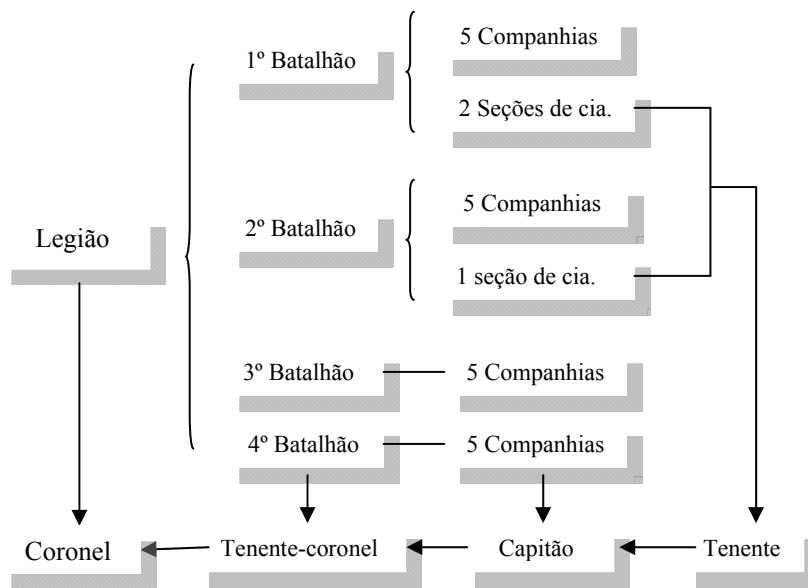 1º Batalhão
5 Companhias
2 Seções de cia.
Legião
2º Batalhão
5 Companhias
1 seção de cia.
3º Batalhão
5 Companhias
4º Batalhão
5 Companhias
Coronel
Tenente-coronel
Capitão
Tenente